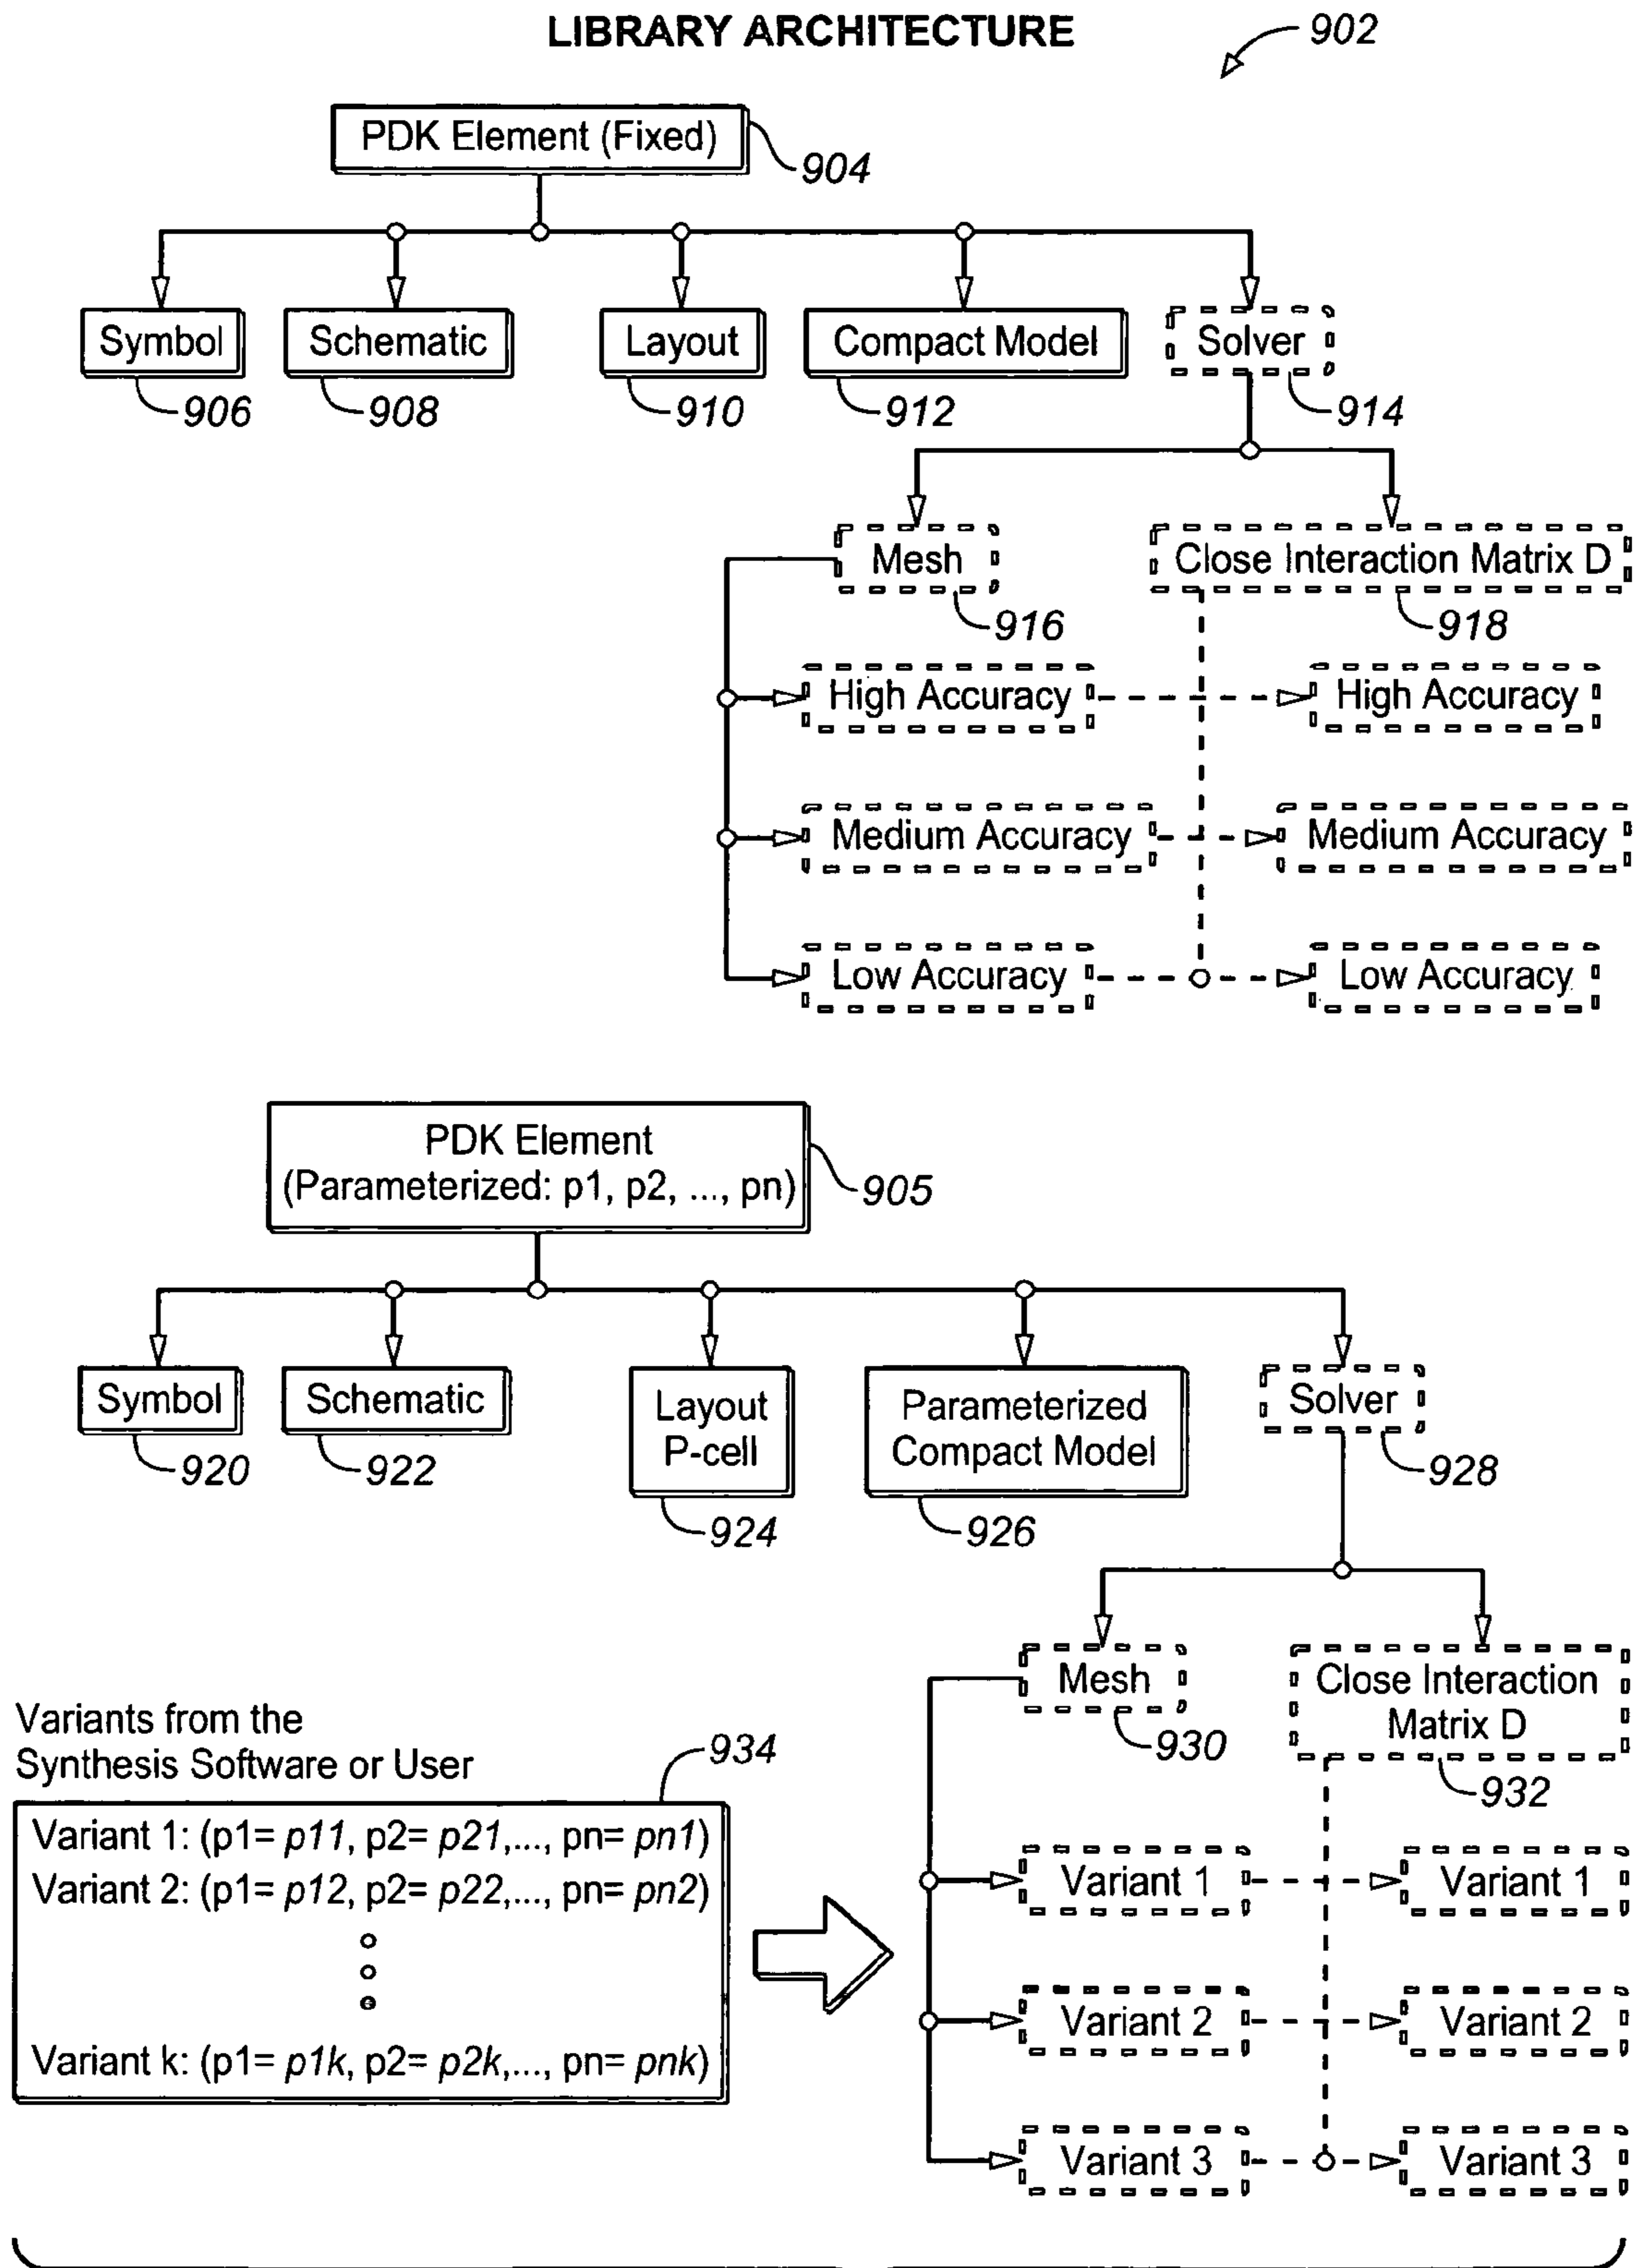 LIBRARY ARCHITECTURE
902
PDK Element (Fixed)
904
Symbol
Schematic
Layout
Compact Model
Solver
906
908
910
912
914
Mesh
Close Interaction Matrix D
916
918
High Accuracy
High Accuracy
Medium Accuracy
Medium Accuracy
Low Accuracy
Low Accuracy
PDK Element
(Parameterized: p1, p2, ..., pn)
905
Symbol
Schematic
Layout
P-cell
Parameterized
Compact Model
Solver
920
922
924
926
928
Mesh
Close Interaction
Matrix D
930
932
Variants from the
Synthesis Software or User
934
Variant 1: (p1= p11, p2= p21,..., pn= pn1)
Variant 2: (p1= p12, p2= p22,..., pn= pn2)
Variant k: (p1= p1k, p2= p2k,..., pn= pnk)
Variant 1
Variant 1
Variant 2
Variant 2
Variant 3
Variant 3